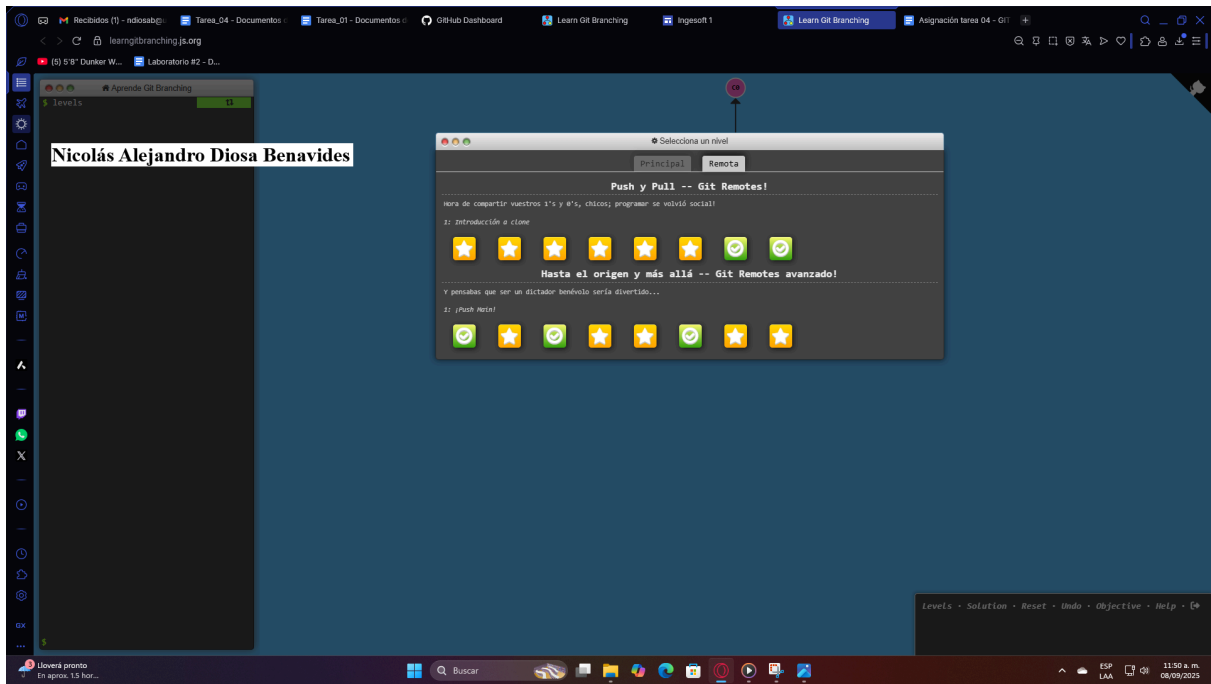 Recibidos (1) - ndiosab@u
Tarea_04 - Documentos d
Tarea_01 - Documentos d
GitHub Dashboard
Learn Git Branching
Ingesoft 1
Learn Git Branching
Asignación tarea 04 - GIT
learngitbranching.js.org
(5) 5'8" Dunker W...
Laboratorio #2 - D...
Aprende Git Branching
$ levels
C0
Nicolás Alejandro Diosa Benavides
Selecciona un nivel
Principal
Remota
Push y Pull -- Git Remotes!
Hora de compartir vuestros 1's y 0's, chicos; programar se volvió social!
1: Introducción a clone
Hasta el origen y más allá -- Git Remotes avanzado!
Y pensabas que ser un dictador benévolo sería divertido...
1: ¡Push Main!
Levels · Solution · Reset · Undo · Objective · Help ·
GX
$
3
Lloverá pronto
En aprox. 1.5 hor...
Buscar
ESP
LAA
11:50 a. m.
08/09/2025